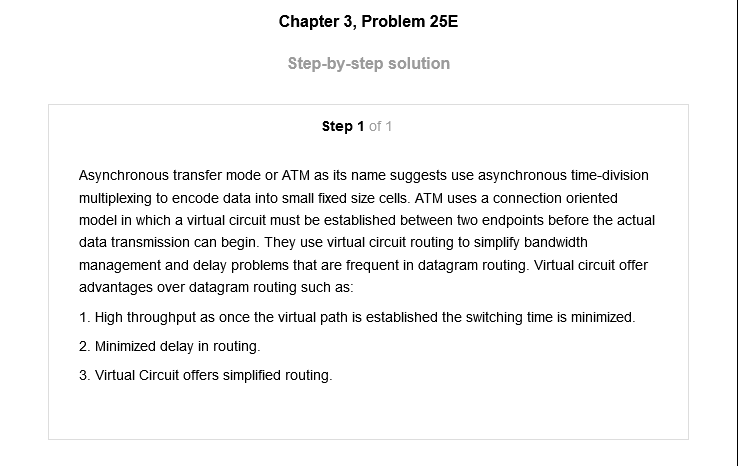 Chapter 3, Problem 25E
Step-by-step solution
Step 1 of 1
Asynchronous transfer mode or ATM as its name suggests use asynchronous time-division
multiplexing to encode data into small fixed size cells. ATM uses a connection oriented
model in which a virtual circuit must be established between two endpoints before the actual
data transmission can begin. They use virtual circuit routing to simplify bandwidth
management and delay problems that are frequent in datagram routing. Virtual circuit offer
advantages over datagram routing such as:
1. High throughput as once the virtual path is established the switching time is minimized.
2. Minimized delay in routing.
3. Virtual Circuit offers simplified routing.